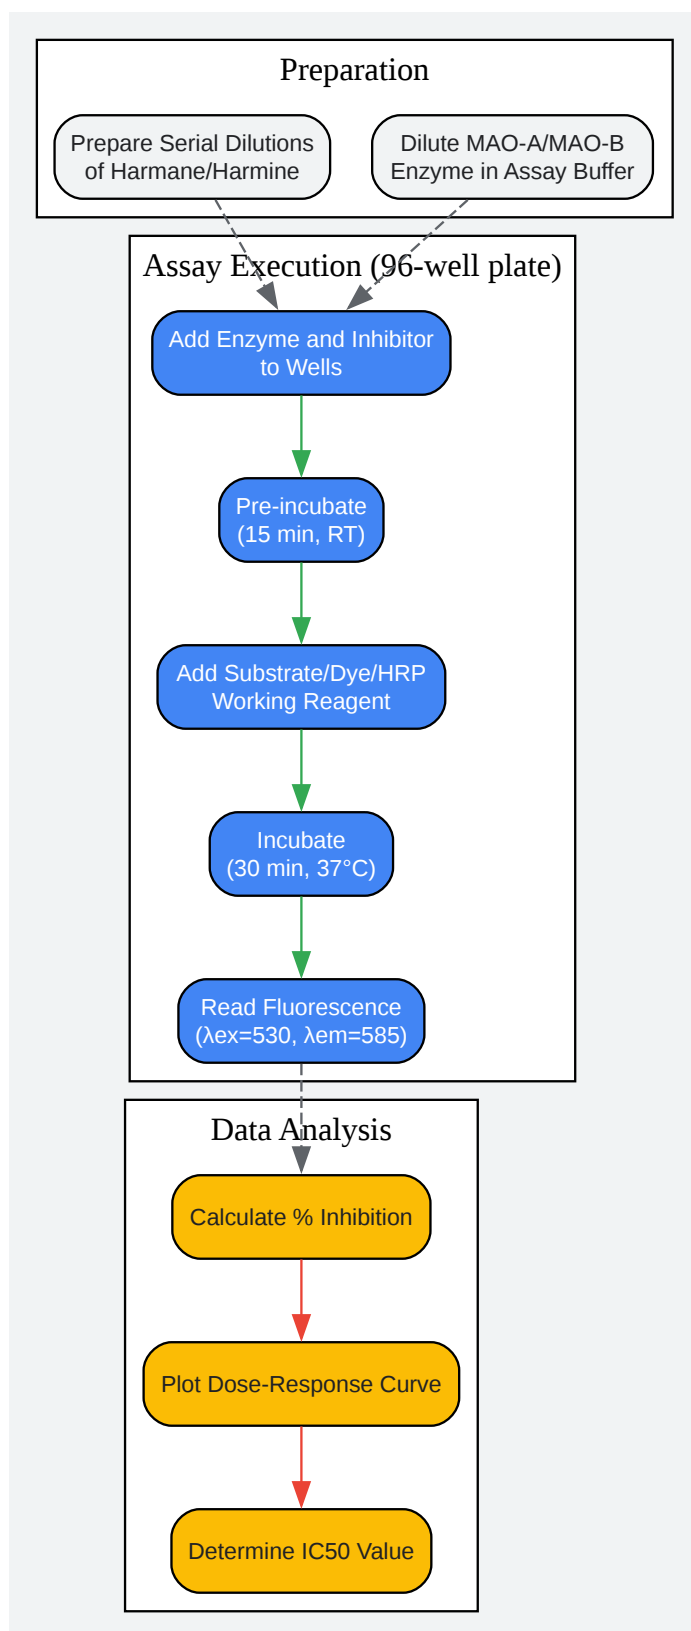 Preparation
Prepare Serial Dilutions
of Harmane/Harmine
Dilute MAO-A/MAO-B
Enzyme in Assay Buffer
Assay Execution (96-well plate)
Add Enzyme and Inhibitor
to Wells
Pre-incubate
(15 min, RT)
Add Substrate/Dye/HRP
Working Reagent
Incubate
(30 min, 37°C)
Read Fluorescence
(λex=530, λem=585)
Data Analysis
Calculate % Inhibition
Plot Dose-Response Curve
Determine IC50 Value